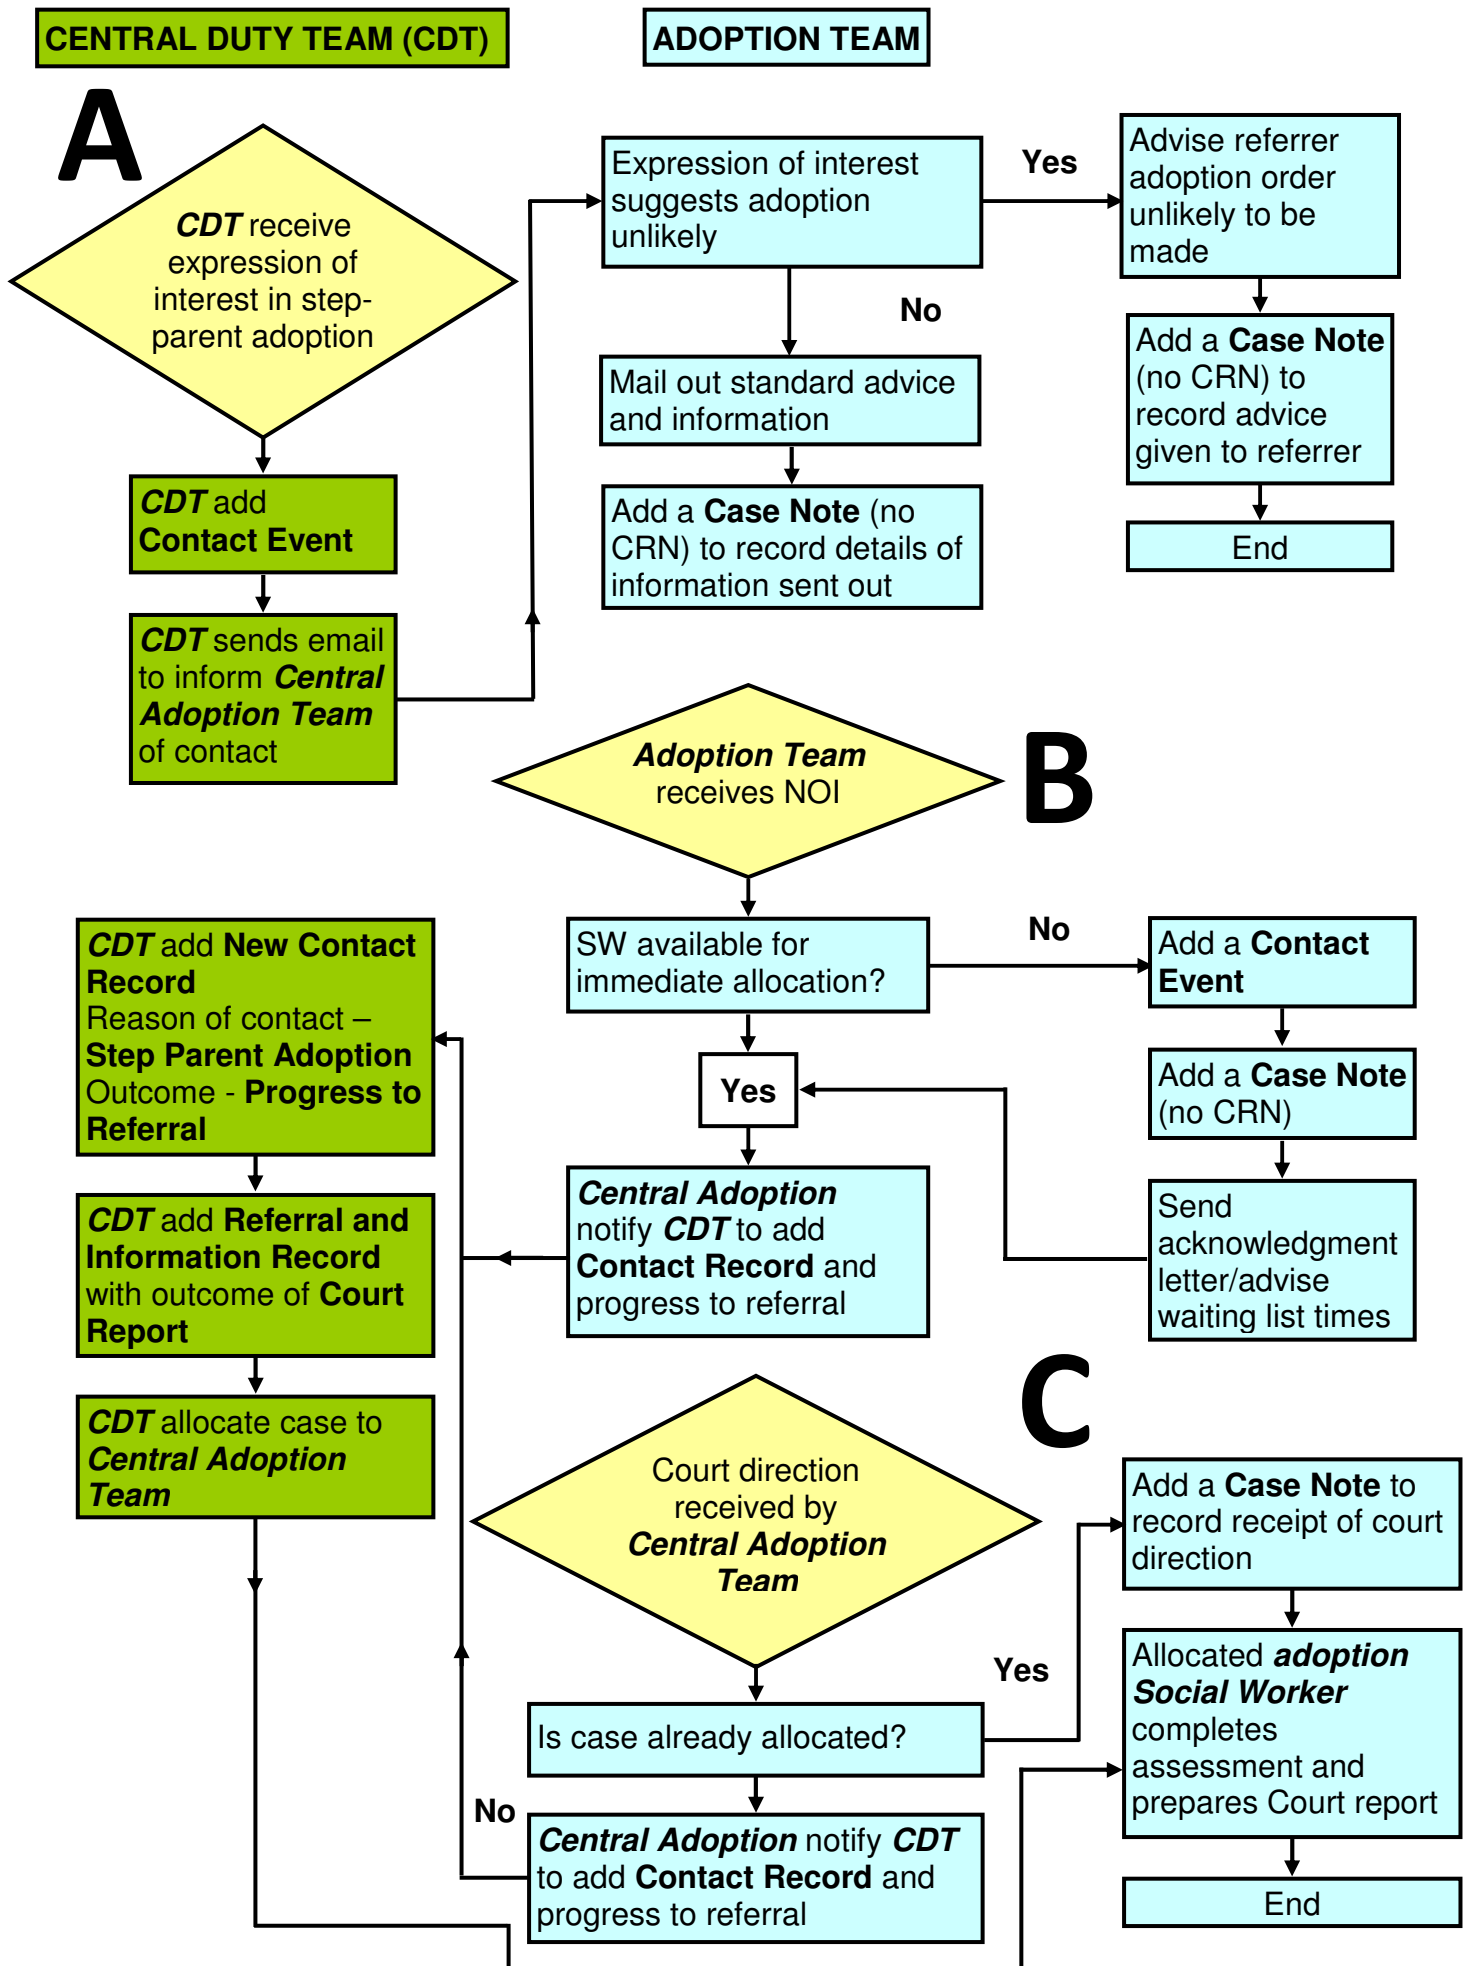 CENTRAL DUTY TEAM (CDT)
ADOPTION TEAM
A
CDT receive
expression of
interest in step-
parent adoption
CDT add
Contact Event
CDT sends email
to inform Central
Adoption Team
of contact
Expression of interest
suggests adoption
unlikely
Yes
Advise referrer
adoption order
unlikely to be
made
Add a Case Note
(no CRN) to
record advice
given to referrer
End
No
Mail out standard advice
and information
Add a Case Note (no
CRN) to record details of
information sent out
B
Adoption Team
receives NOI
SW available for
immediate allocation?
No
Add a Contact
Event
Add a Case Note
(no CRN)
Send
acknowledgment
letter/advise
waiting list times
Yes
Central Adoption
notify CDT to add
Contact Record and
progress to referral
CDT add New Contact
Record
Reason of contact –
Step Parent Adoption
Outcome - Progress to
Referral
CDT add Referral and
Information Record
with outcome of Court
Report
CDT allocate case to
Central Adoption
Team
C
Court direction
received by
Central Adoption
Team
Is case already allocated?
Yes
Add a Case Note to
record receipt of court
direction
Allocated adoption
Social Worker
completes
assessment and
prepares Court report
End
No
Central Adoption notify CDT
to add Contact Record and
progress to referral